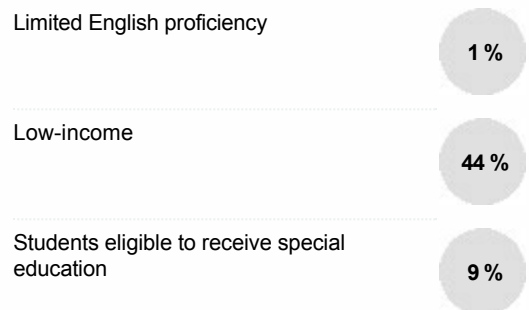 Limited English proficiency
1 %
Low-income
44 %
Students eligible to receive special
education
9 %